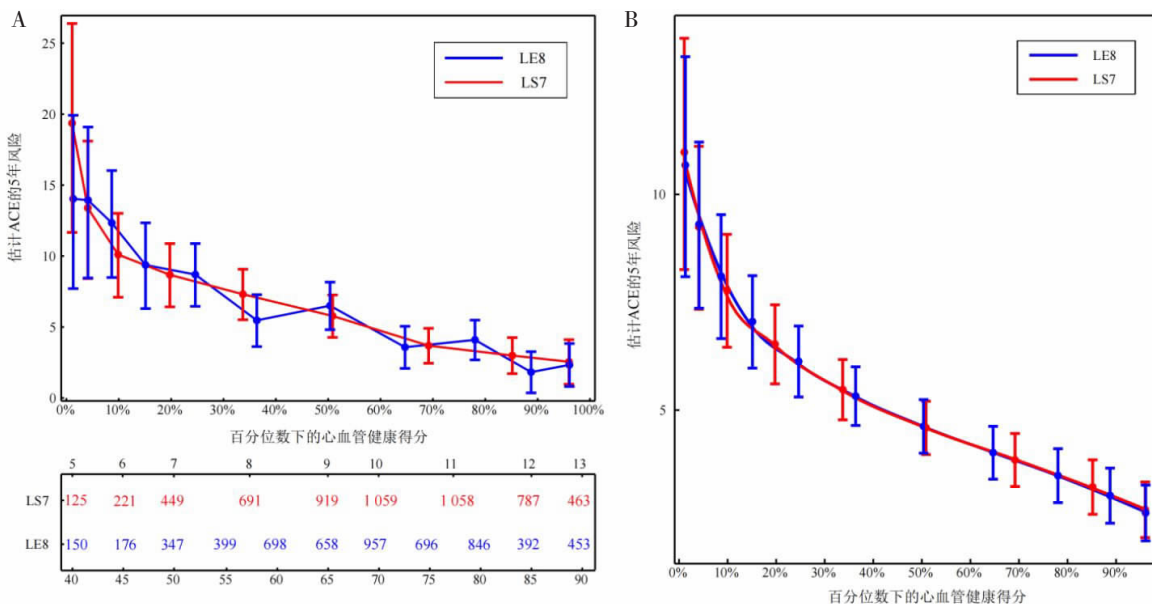 A
25
20
15
10
5
0
估计ACE的5年风险
LE8
LS7
0% 10% 20% 30% 40% 50% 60% 70% 80% 90% 100%
百分位数下的心血管健康得分
5 6 7 8 9 10 11 12 13
LS7 125 221 449 691 919 1 059 1 058 787 463
LE8 150 176 347 399 698 658 957 696 846 392 453
40 45 50 55 60 65 70 75 80 85 90
B
10
5
估计ACE的5年风险
LE8
LS7
0% 10% 20% 30% 40% 50% 60% 70% 80% 90%
百分位数下的心血管健康得分